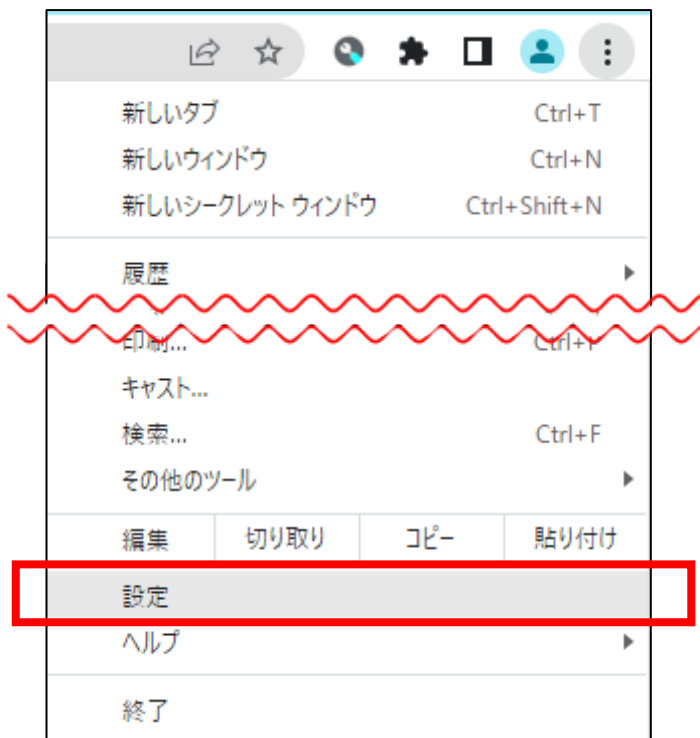 新しいタブ Ctrl+T
新しいウィンドウ Ctrl+N
新しいシークレット ウィンドウ Ctrl+Shift+N
履歴
印刷...
キャスト...
検索... Ctrl+F
その他のツール
編集 切り取り コピー 貼り付け
設定
ヘルプ
終了